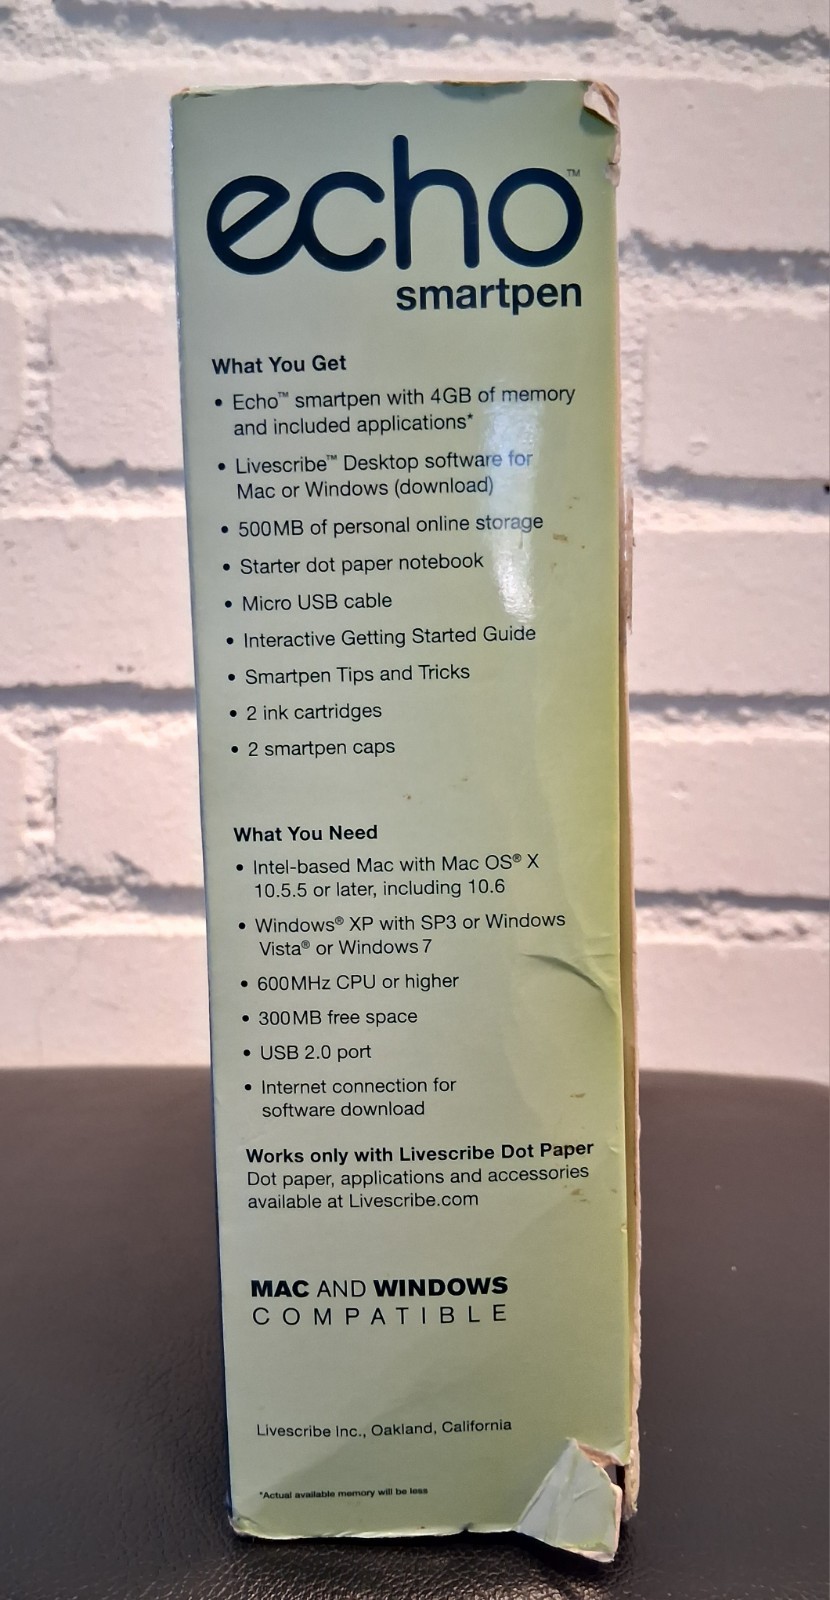 echo™
smartpen
What You Get
• Echo™ smartpen with 4GB of memory
and included applications*
• Livescribe™ Desktop software for
Mac or Windows (download)
• 500MB of personal online storage
• Starter dot paper notebook
• Micro USB cable
• Interactive Getting Started Guide
• Smartpen Tips and Tricks
• 2 ink cartridges
• 2 smartpen caps
What You Need
• Intel-based Mac with Mac OS® X
10.5.5 or later, including 10.6
• Windows® XP with SP3 or Windows
Vista® or Windows 7
• 600MHz CPU or higher
• 300MB free space
• USB 2.0 port
• Internet connection for
software download
Works only with Livescribe Dot Paper
Dot paper, applications and accessories
available at Livescribe.com
MAC AND WINDOWS
COMPATIBLE
Livescribe Inc., Oakland, California
*Actual available memory will be less